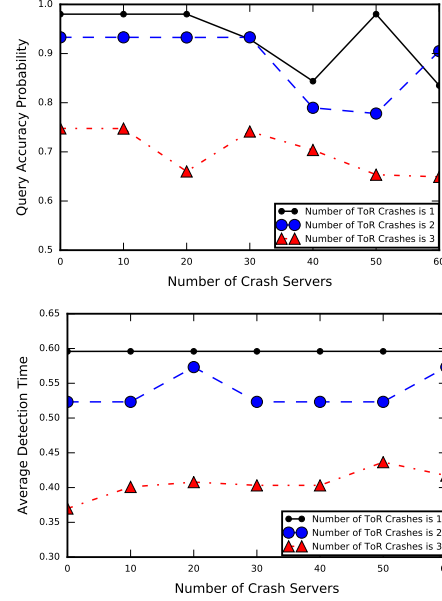 1.0
0.9
0.8
0.7
0.6
0.5
Query Accuracy Probability
Number of ToR Crashes is 1
Number of ToR Crashes is 2
Number of ToR Crashes is 3
0 10 20 30 40 50 60
Number of Crash Servers
0.65
0.60
0.55
0.50
0.45
0.40
0.35
0.30
Average Detection Time
Number of ToR Crashes is 1
Number of ToR Crashes is 2
Number of ToR Crashes is 3
0 10 20 30 40 50 60
Number of Crash Servers